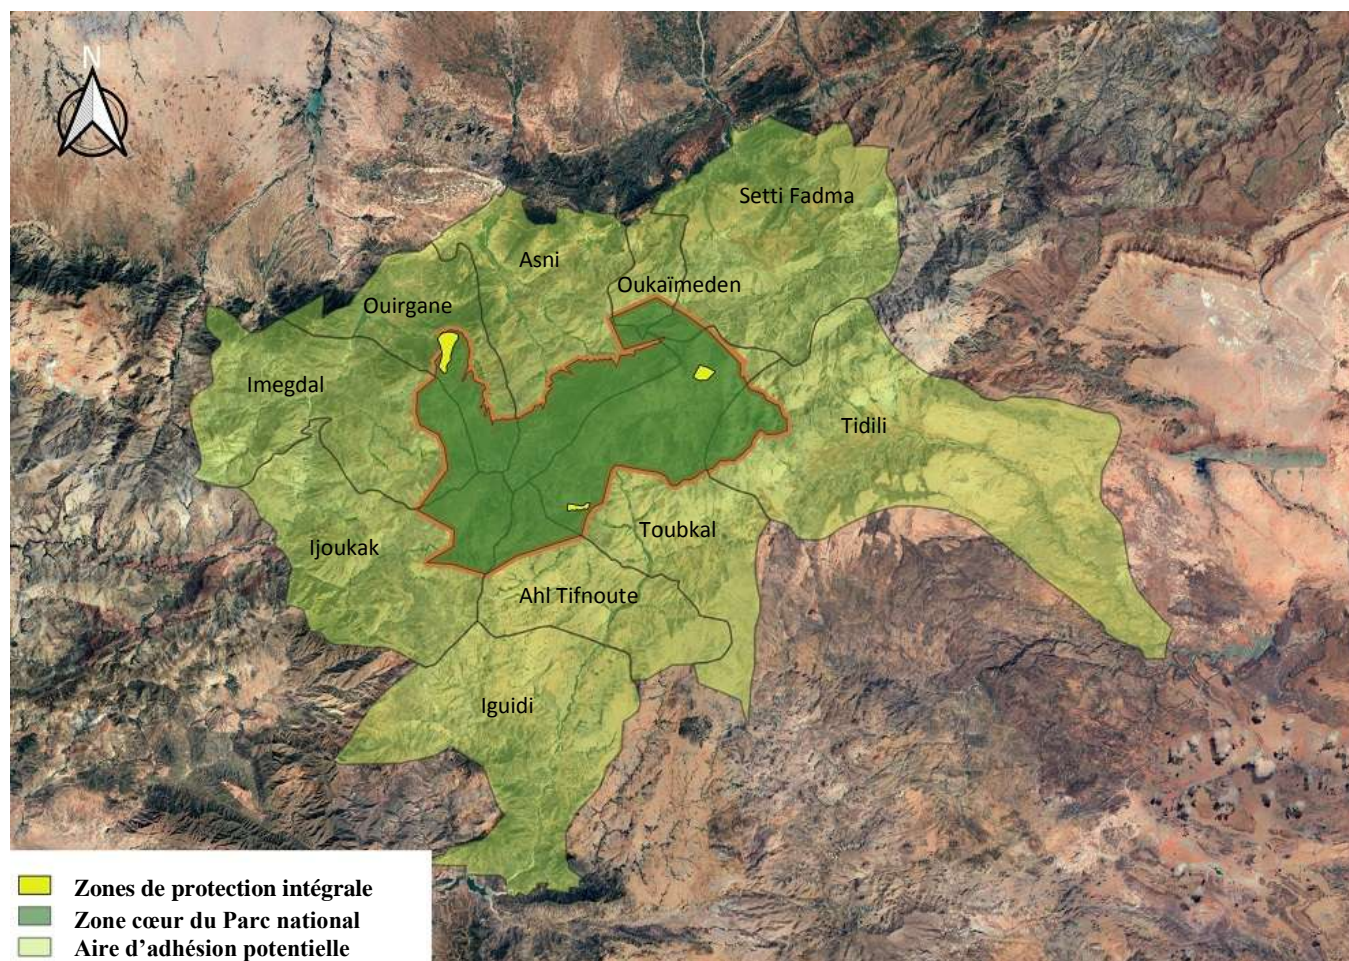 N
Setti Fadma
Asni
Oukaïmeden
Ouirgane
Imegdal
Tidili
Toubkal
Ijoukak
Ahl Tifnoute
Iguidi
Zones de protection intégrale
Zone cœur du Parc national
Aire d’adhésion potentielle